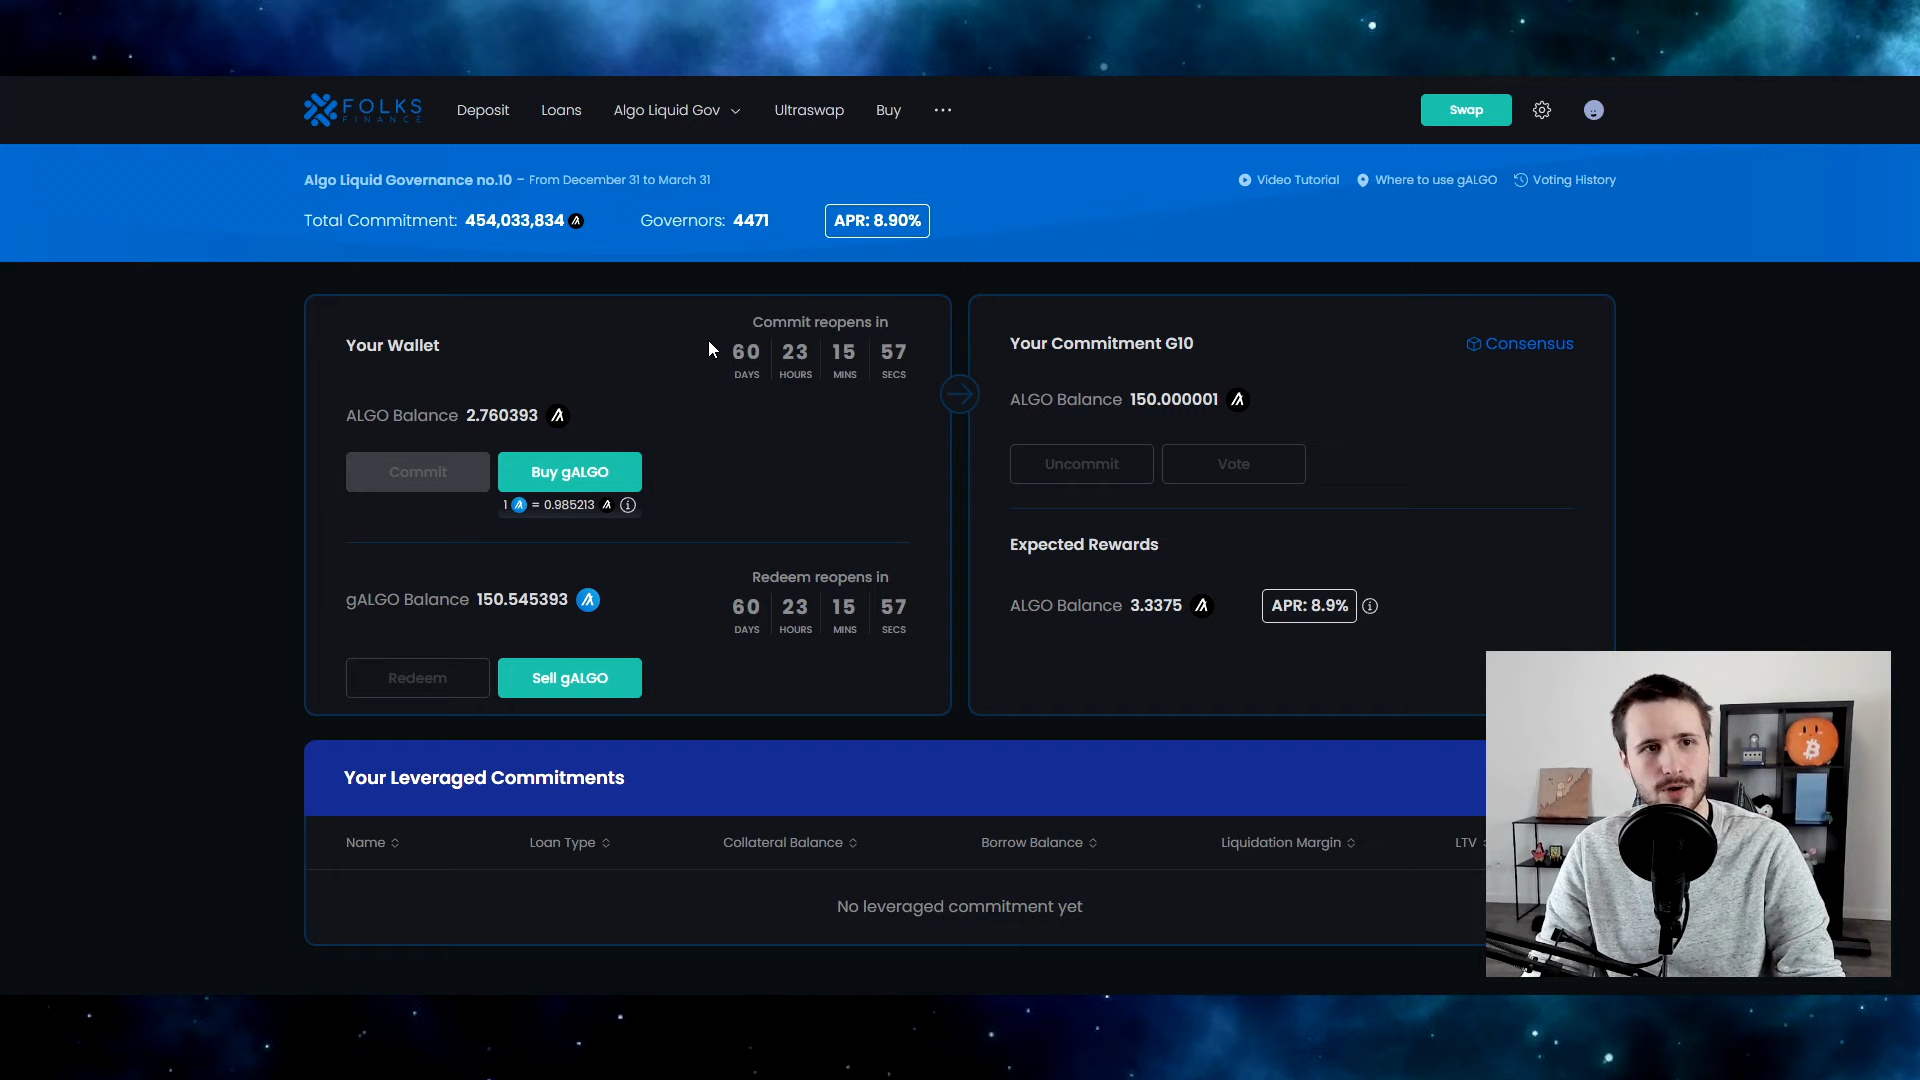 FOLKS
FINANCE
Deposit
Loans
Algo Liquid Gov
Ultraswap
Buy
Swap
Algo Liquid Governance no.10 - From December 31 to March 31
Video Tutorial
Where to use gALGO
Voting History
Total Commitment: 454,033,834
Governors: 4471
APR: 8.90%
Your Wallet
Commit reopens in
60 23 15 57
DAYS HOURS MINS SECS
ALGO Balance 2.760393
Commit
Buy gALGO
1 = 0.985213
gALGO Balance 150.545393
Redeem reopens in
60 23 15 57
DAYS HOURS MINS SECS
Redeem
Sell gALGO
Your Commitment G10
Consensus
ALGO Balance 150.000001
Uncommit
Vote
Expected Rewards
ALGO Balance 3.3375
APR: 8.9%
Your Leveraged Commitments
Name
Loan Type
Collateral Balance
Borrow Balance
Liquidation Margin
LTV
No leveraged commitment yet